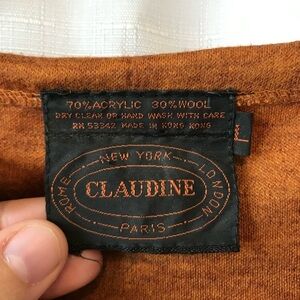 70% ACRYLIC 30% WOOL
DRY CLEAN OR HAND WASH WITH CARE
RN 53342 MADE IN HONG KONG
NEW YORK
ROME
CLAUDINE
LONDON
PARIS